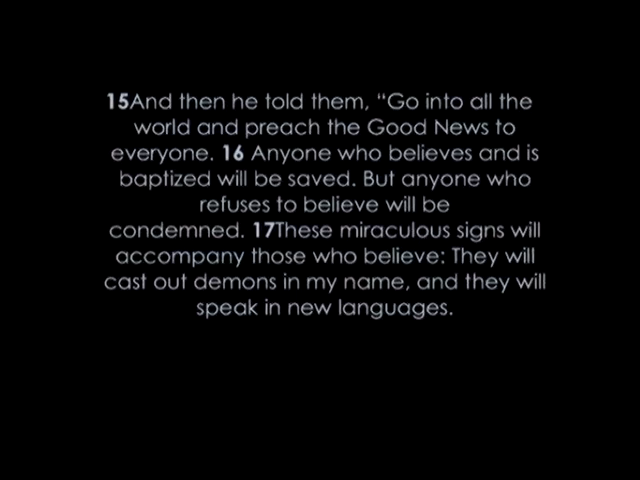 15And then he told them, “Go into all the
world and preach the Good News to
everyone. 16 Anyone who believes and is
baptized will be saved. But anyone who
refuses to believe will be
condemned. 17These miraculous signs will
accompany those who believe: They will
cast out demons in my name, and they will
speak in new languages.